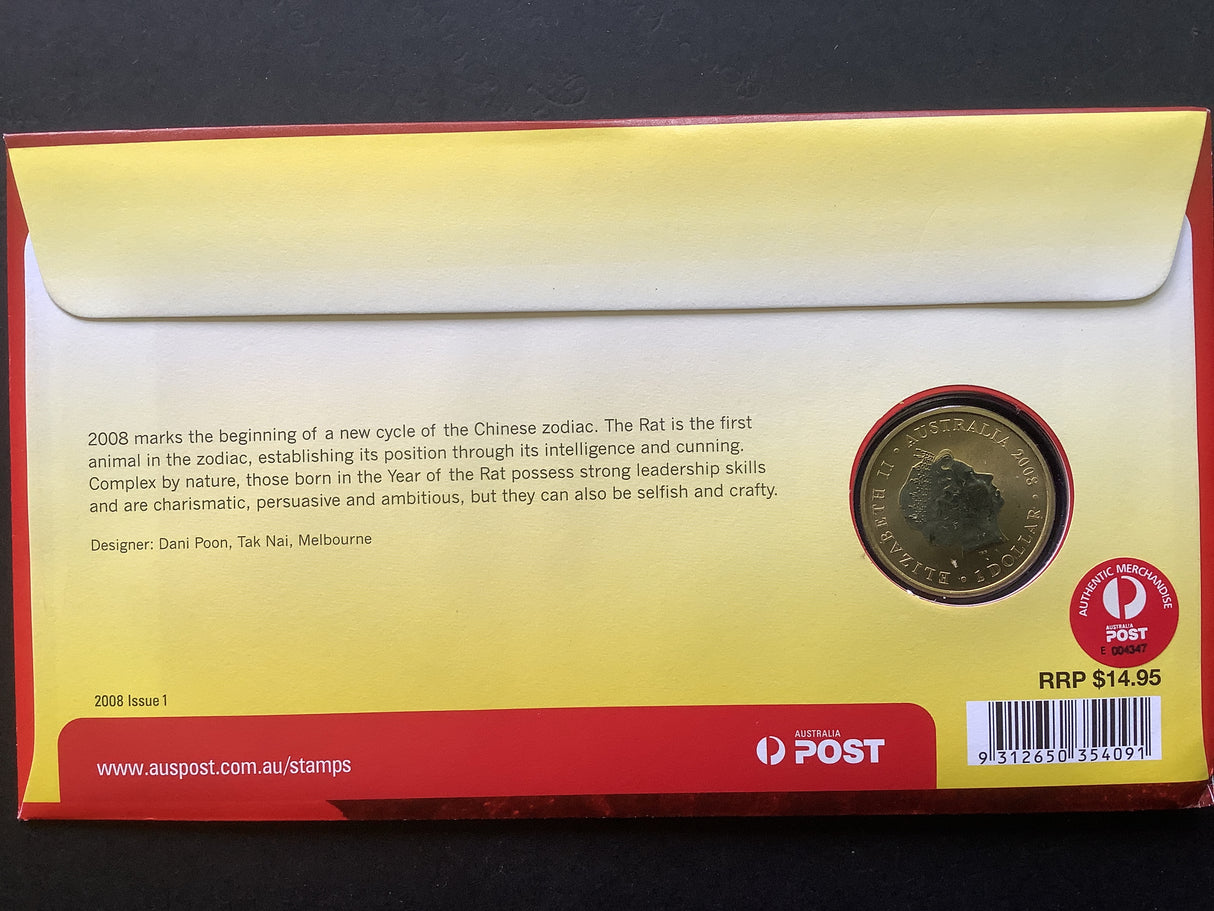 2008 marks the beginning of a new cycle of the Chinese zodiac. The Rat is the first
animal in the zodiac, establishing its position through its intelligence and cunning.
Complex by nature, those born in the Year of the Rat possess strong leadership skills
and are charismatic, persuasive and ambitious, but they can also be selfish and crafty.
Designer: Dani Poon, Tak Nai, Melbourne
ELIZABETH II • AUSTRALIA 2008 • 1 DOLLAR •
AUTHENTIC MERCHANDISE
AUSTRALIA
POST
E 004347
RRP $14.95
9 312650 354091
2008 Issue 1
www.auspost.com.au/stamps
AUSTRALIA
POST